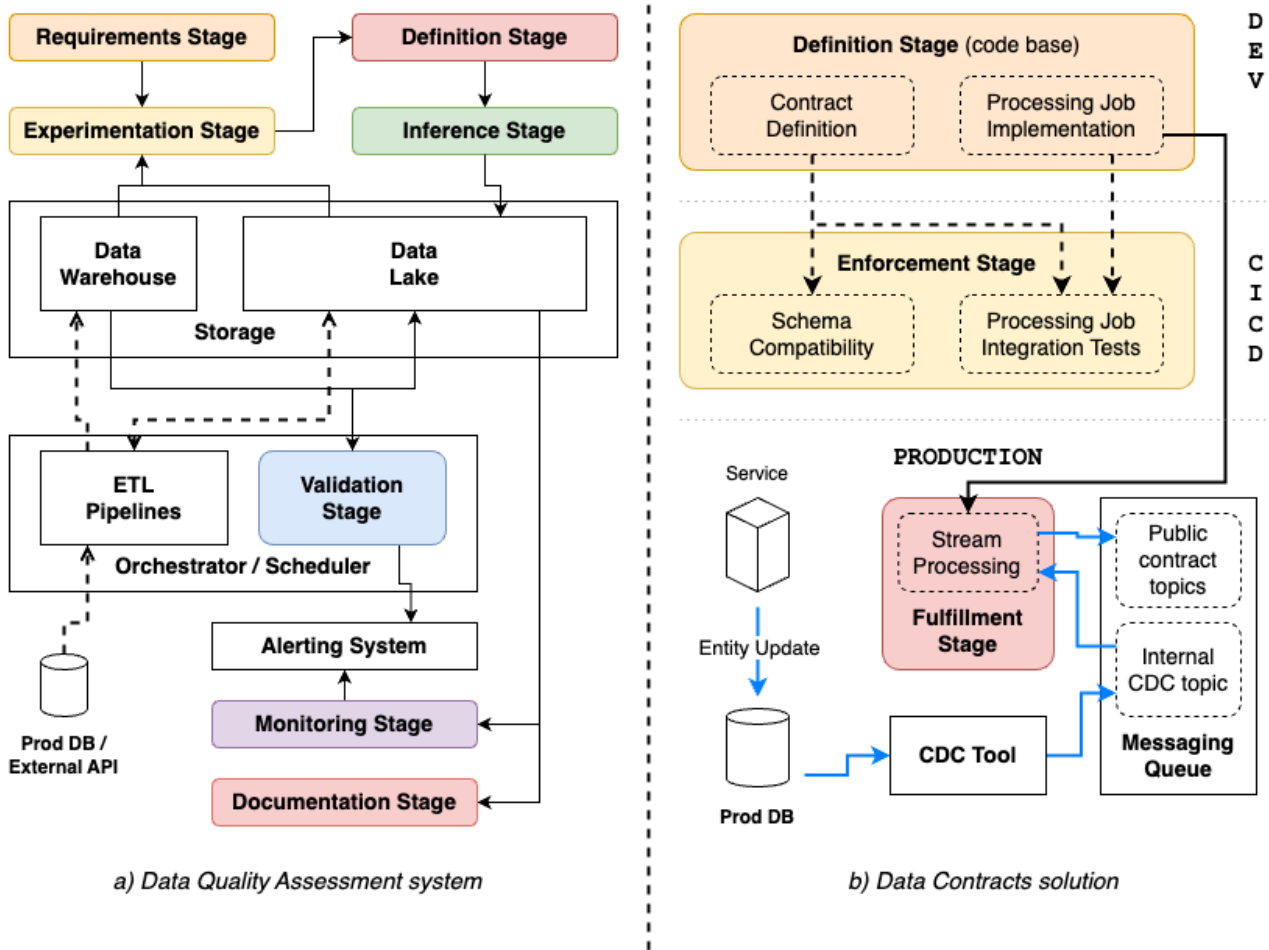 Requirements Stage
Definition Stage
Experimentation Stage
Inference Stage
Data
Warehouse
Data
Lake
Storage
ETL
Pipelines
Validation
Stage
Orchestrator / Scheduler
Alerting System
Monitoring Stage
Prod DB /
External API
Documentation Stage
a) Data Quality Assessment system
D
E
V
Definition Stage (code base)
Contract
Definition
Processing Job
Implementation
C
I
C
D
Enforcement Stage
Schema
Compatibility
Processing Job
Integration Tests
PRODUCTION
Service
Stream
Processing
Fulfillment
Stage
Public
contract
topics
Entity Update
Internal
CDC topic
Messaging
Queue
CDC Tool
Prod DB
b) Data Contracts solution